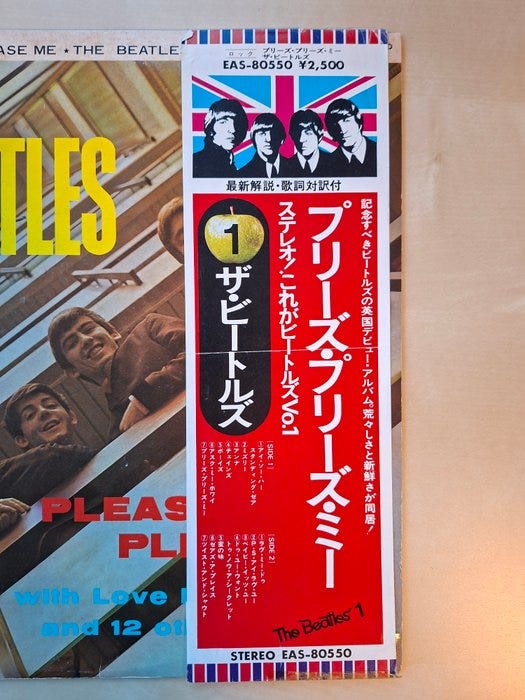 ASE ME ★ THE BEATLE
TLES
PLEAS
PL
with Love
and 12 ot
ロック プリーズ・プリーズ・ミー
ザ・ビートルズ
EAS-80550 ¥2,500
最新解説・歌詞対訳付
記念すべきビートルズの英国デビュー・アルバム。荒々しさと新鮮さが同居!
プリーズ・プリーズ・ミー
ステレオ!これがビートルズVol.1
1
ザ・ビートルズ
[SIDE 1]
①アイ・ソー・ハー・
スタンディング・ゼア
②ミズリー
③アンナ
④チェインズ
⑤ボーイズ
⑥アスク・ミー・ホワイ
⑦プリーズ・プリーズ・ミー
[SIDE 2]
①ラヴ・ミー・ドゥ
②P.S.アイ・ラヴ・ユー
③ベイビー・イッツ・ユー
④ドゥ・ユー・ウォント・
トゥ・ノウ・ア・シークレット
⑤蜜の味
⑥ゼアズ・ア・プレイス
⑦ツイスト・アンド・シャウト
The Beatles' 1
STEREO EAS-80550